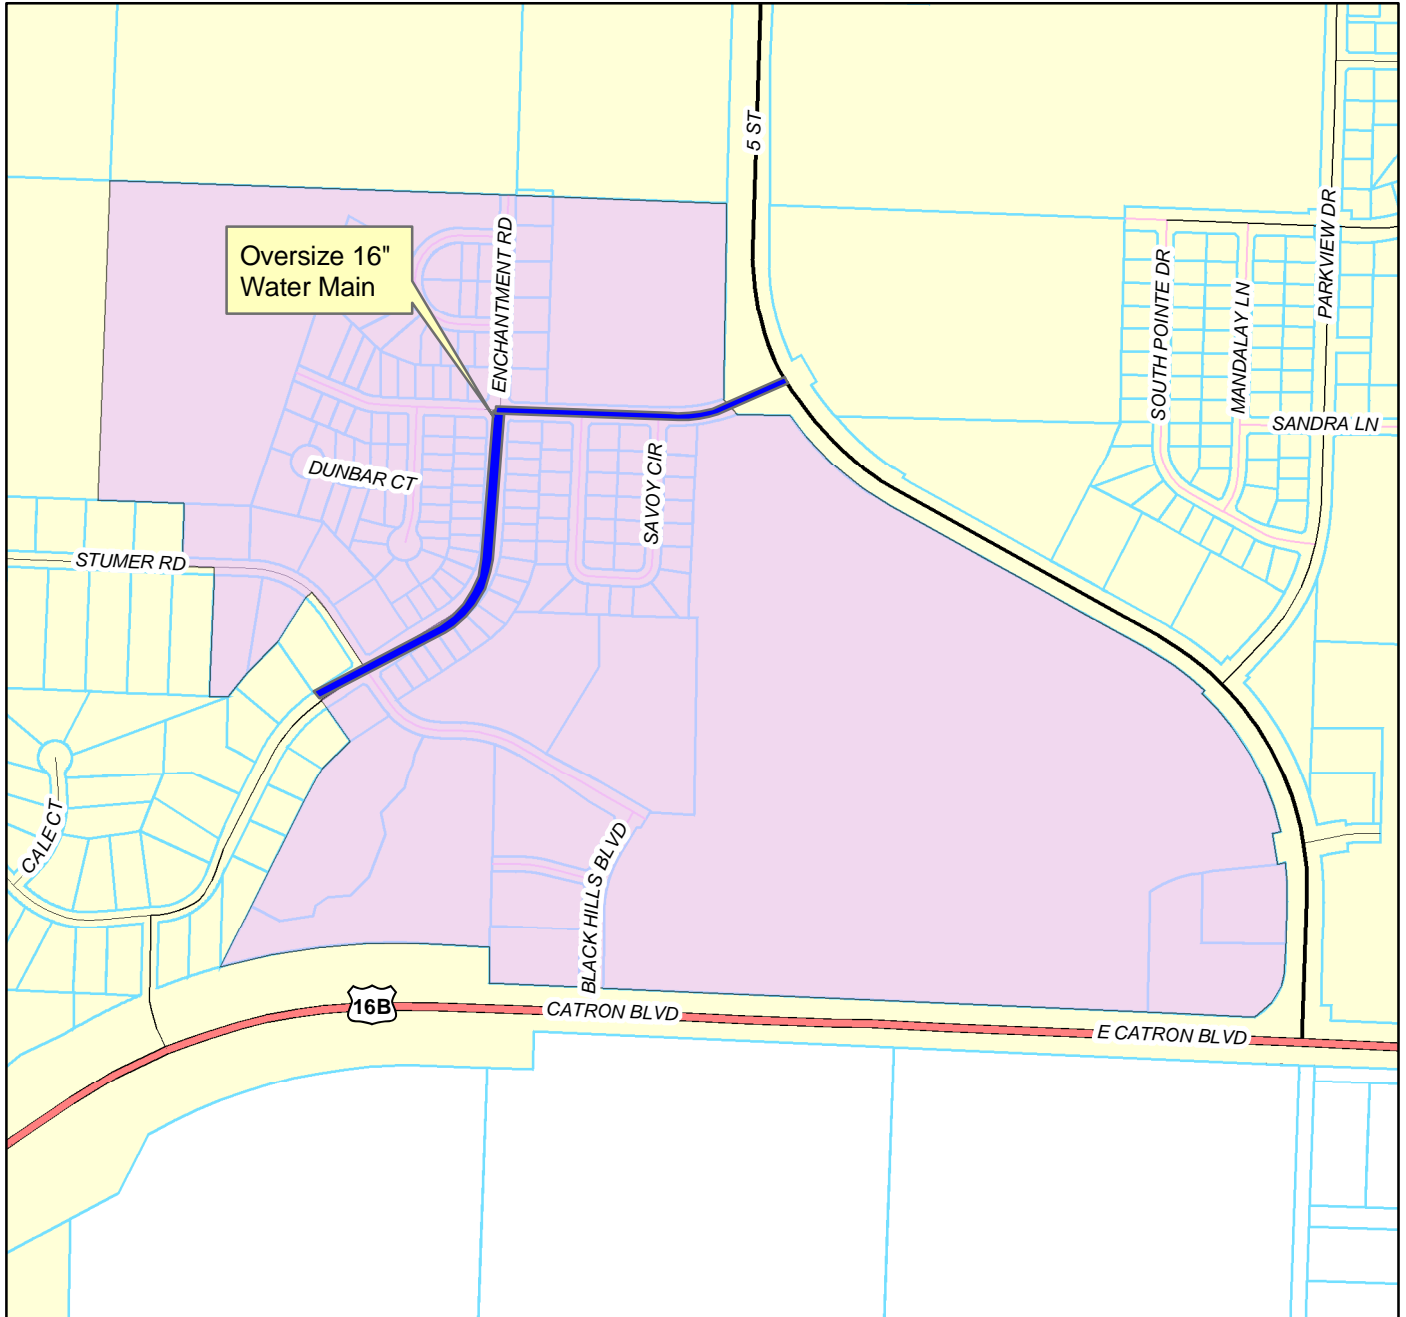 5 ST
PARKVIEW DR
ENCHANTMENT RD
Oversize 16"
Water Main
SOUTH POINTE DR
MANDALAY LN
SANDRA LN
DUNBAR CT
SAVOY CIR
STUMER RD
CALE CT
BLACK HILLS BLVD
16B
CATRON BLVD
E CATRON BLVD